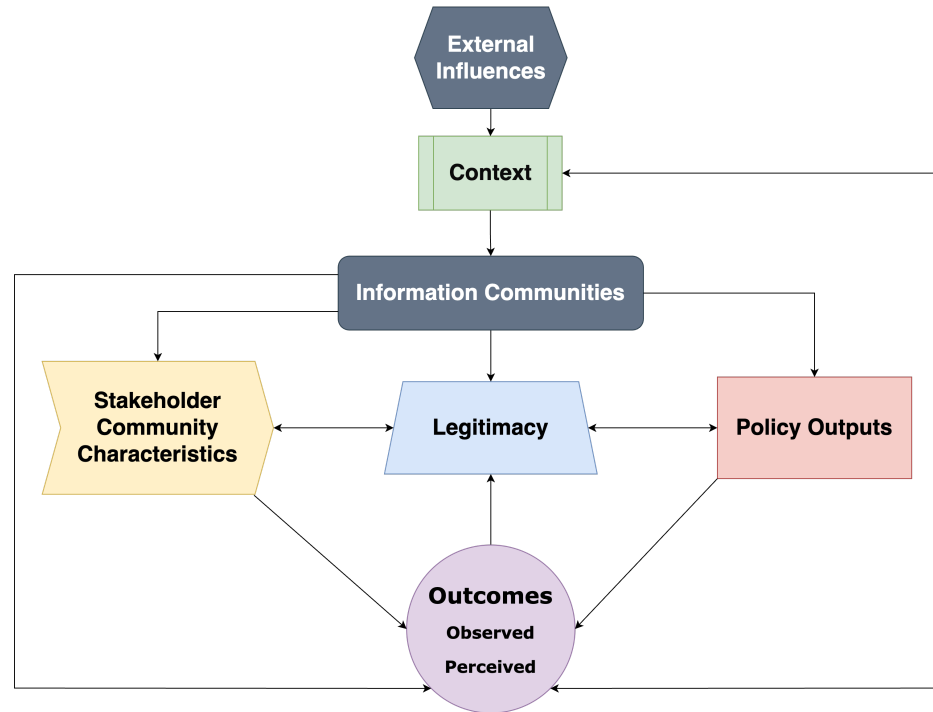 External
Influences
Context
Information Communities
Stakeholder
Community
Characteristics
Legitimacy
Policy Outputs
Outcomes
Observed
Perceived